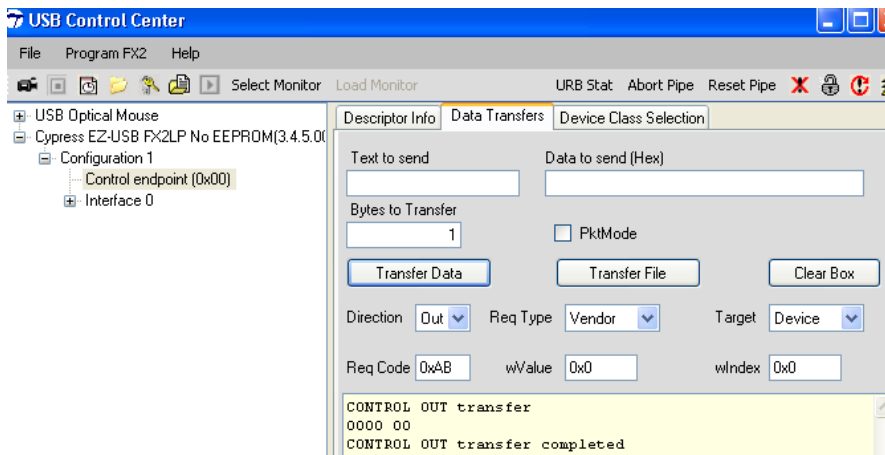 USB Control Center
File Program FX2 Help
Select Monitor Load Monitor URB Stat Abort Pipe Reset Pipe
USB Optical Mouse
Cypress EZ-USB FX2LP No EEPROM(3.4.5.0(
Configuration 1
Control endpoint (0x00)
Interface 0
Descriptor Info Data Transfers Device Class Selection
Text to send Data to send (Hex)
Bytes to Transfer
1 PktMode
Transfer Data Transfer File Clear Box
Direction Out Req Type Vendor Target Device
Req Code 0xAB wValue 0x0 wIndex 0x0
CONTROL OUT transfer
0000 00
CONTROL OUT transfer completed